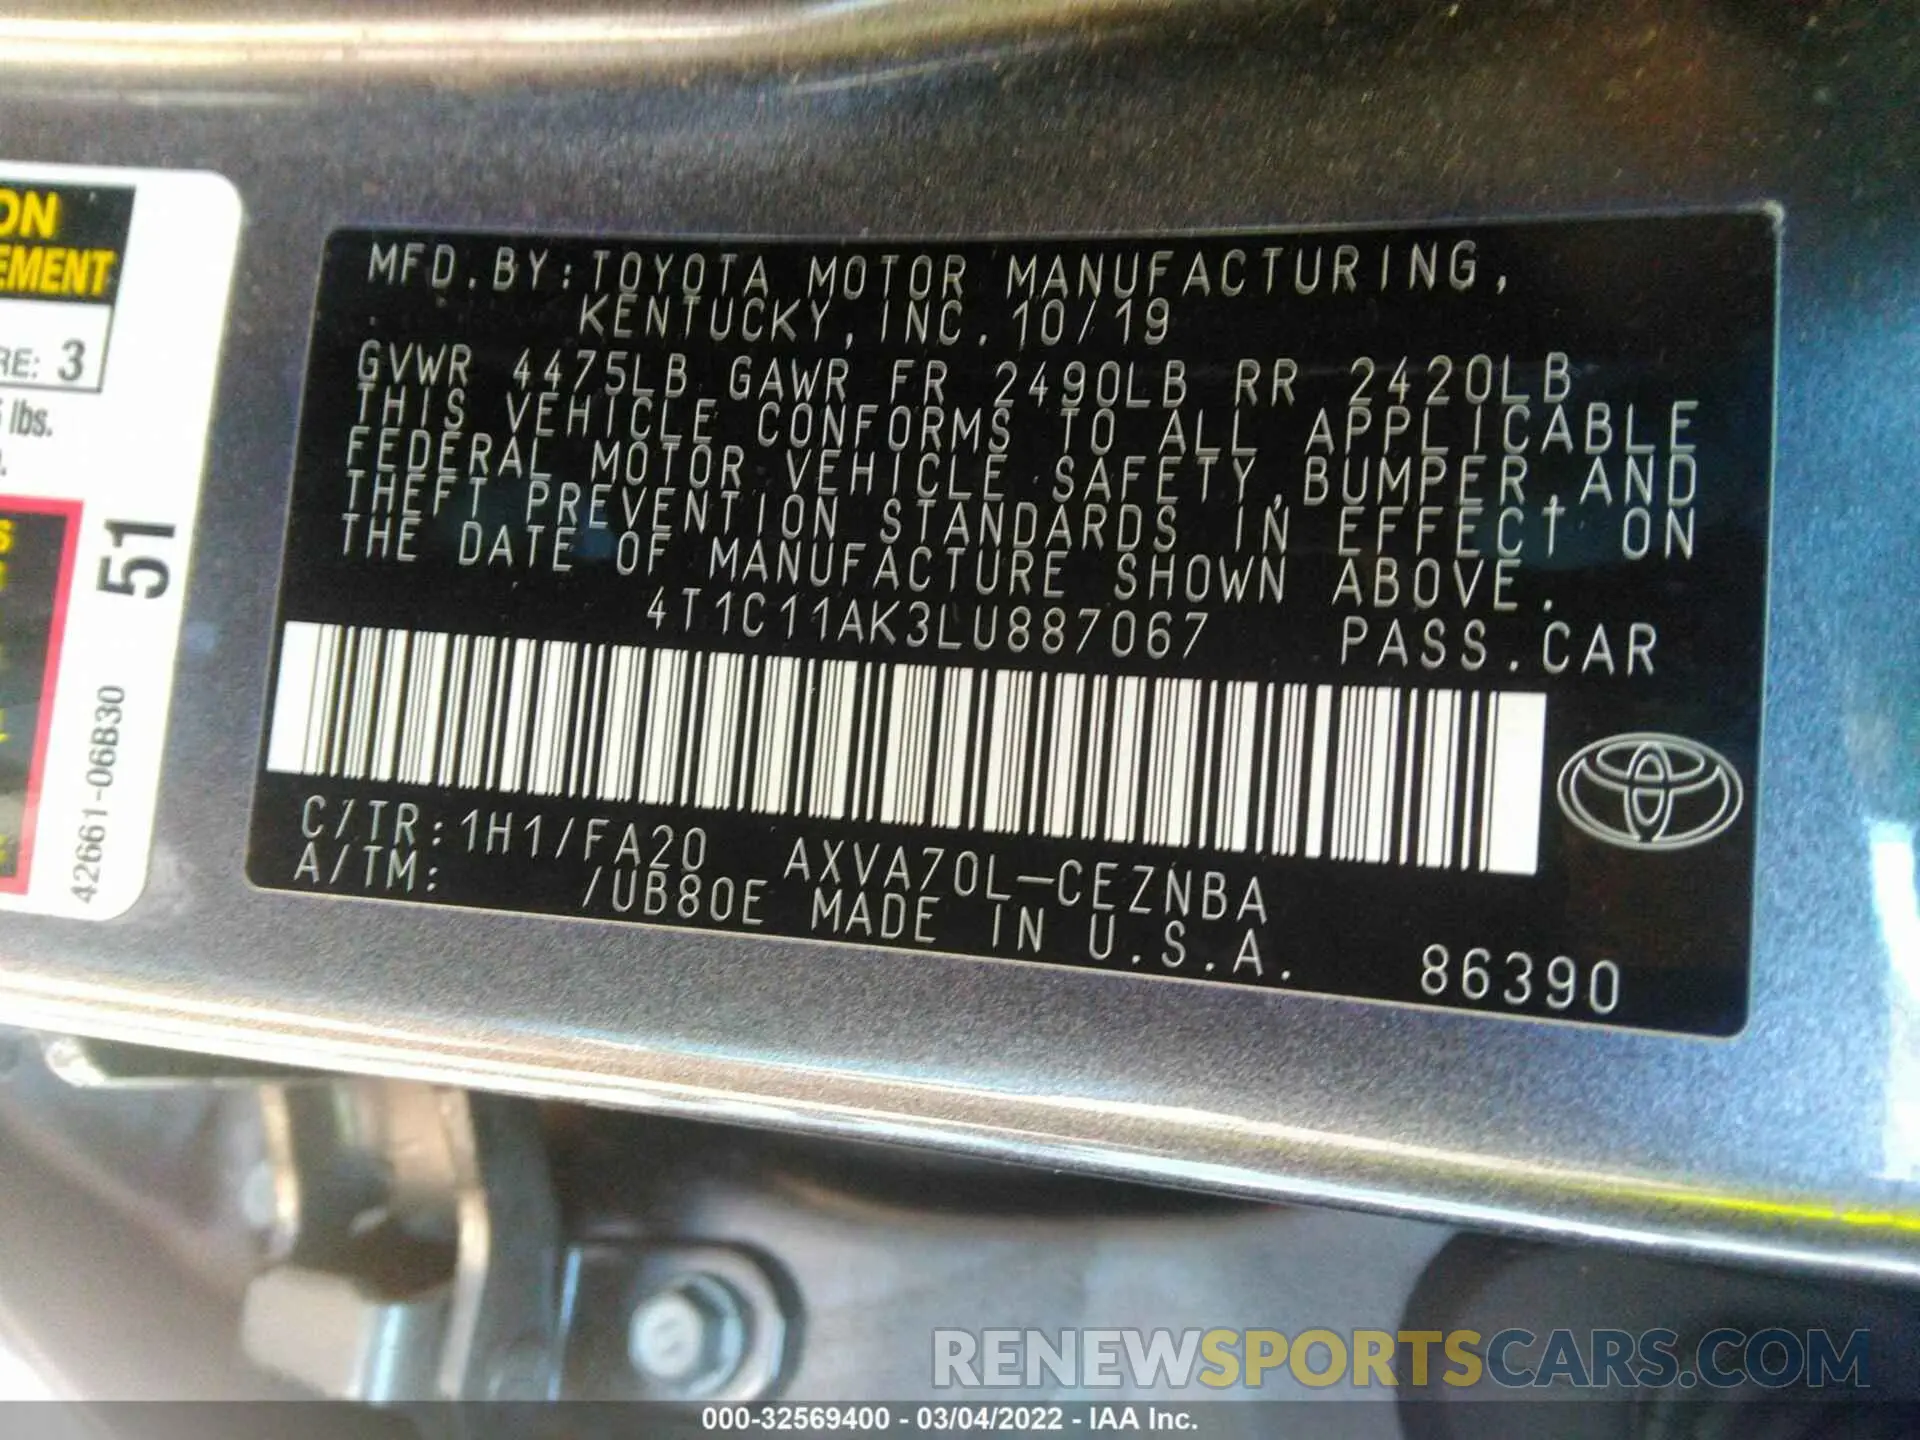 ON
EMENT
RE: 3
lbs.
51
42661-06B30
MFD.BY:TOYOTA MOTOR MANUFACTURING,
KENTUCKY,INC.10/19
GVWR 4475LB GAWR FR 2490LB RR 2420LB
THIS VEHICLE CONFORMS TO ALL APPLICABLE
FEDERAL MOTOR VEHICLE SAFETY,BUMPER,AND
THEFT PREVENTION STANDARDS IN EFFECT ON
THE DATE OF MANUFACTURE SHOWN ABOVE.
4T1C11AK3LU887067 PASS.CAR
C/TR:1H1/FA20 AXVA70L-CEZNBA
A/TM: /UB80E MADE IN U.S.A.
86390
RENEWSPORTSCARS.COM
000-32569400 - 03/04/2022 - IAA Inc.